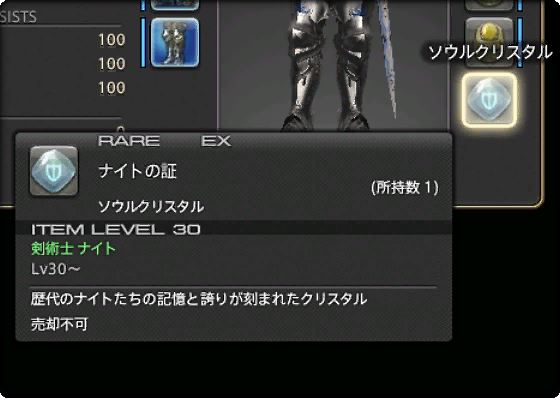 SISTS
100
100
100
ソウルクリスタル
RARE EX
ナイトの証
(所持数 1)
ソウルクリスタル
ITEM LEVEL 30
剣術士 ナイト
Lv30～
歴代のナイトたちの記憶と誇りが刻まれたクリスタル
売却不可